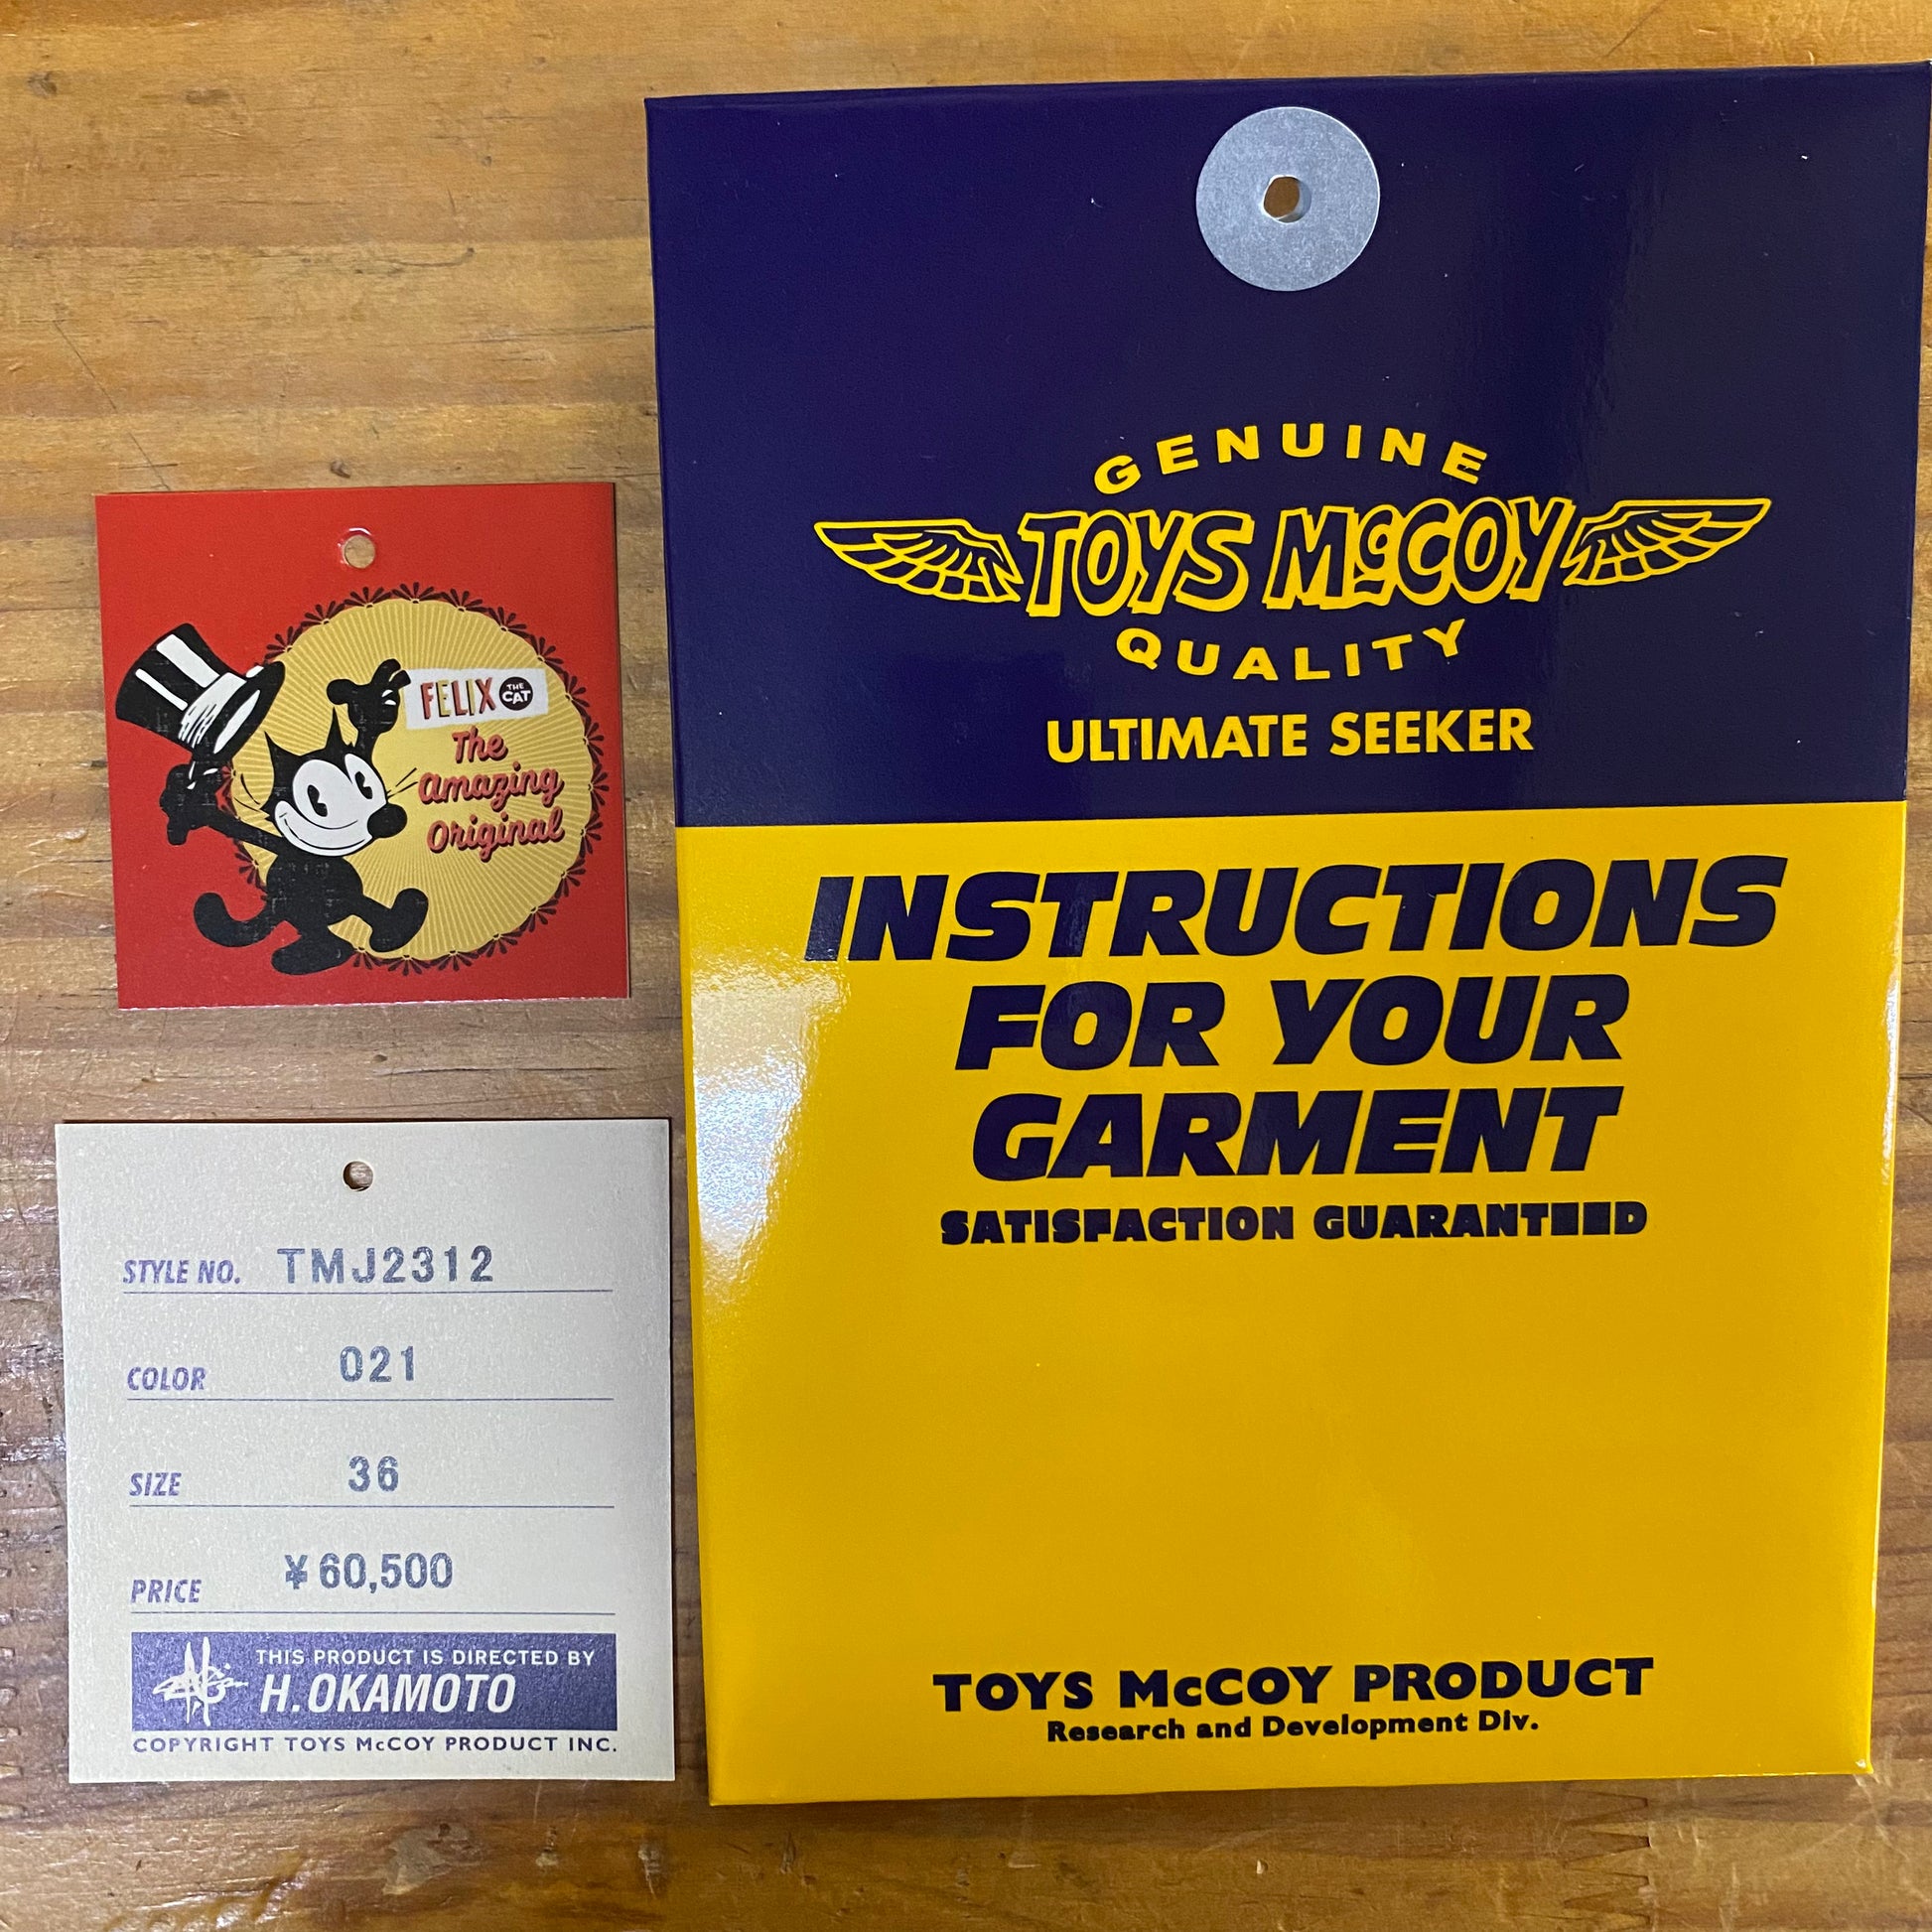 FELIX THE CAT
The
Amazing
Original
STYLE NO. TMJ2312
COLOR 021
SIZE 36
PRICE ¥60,500
THIS PRODUCT IS DIRECTED BY
H.OKAMOTO
COPYRIGHT TOYS McCOY PRODUCT INC.
GENUINE
TOYS McCOY
QUALITY
ULTIMATE SEEKER
INSTRUCTIONS
FOR YOUR
GARMENT
SATISFACTION GUARANTEED
TOYS McCOY PRODUCT
Research and Development Div.